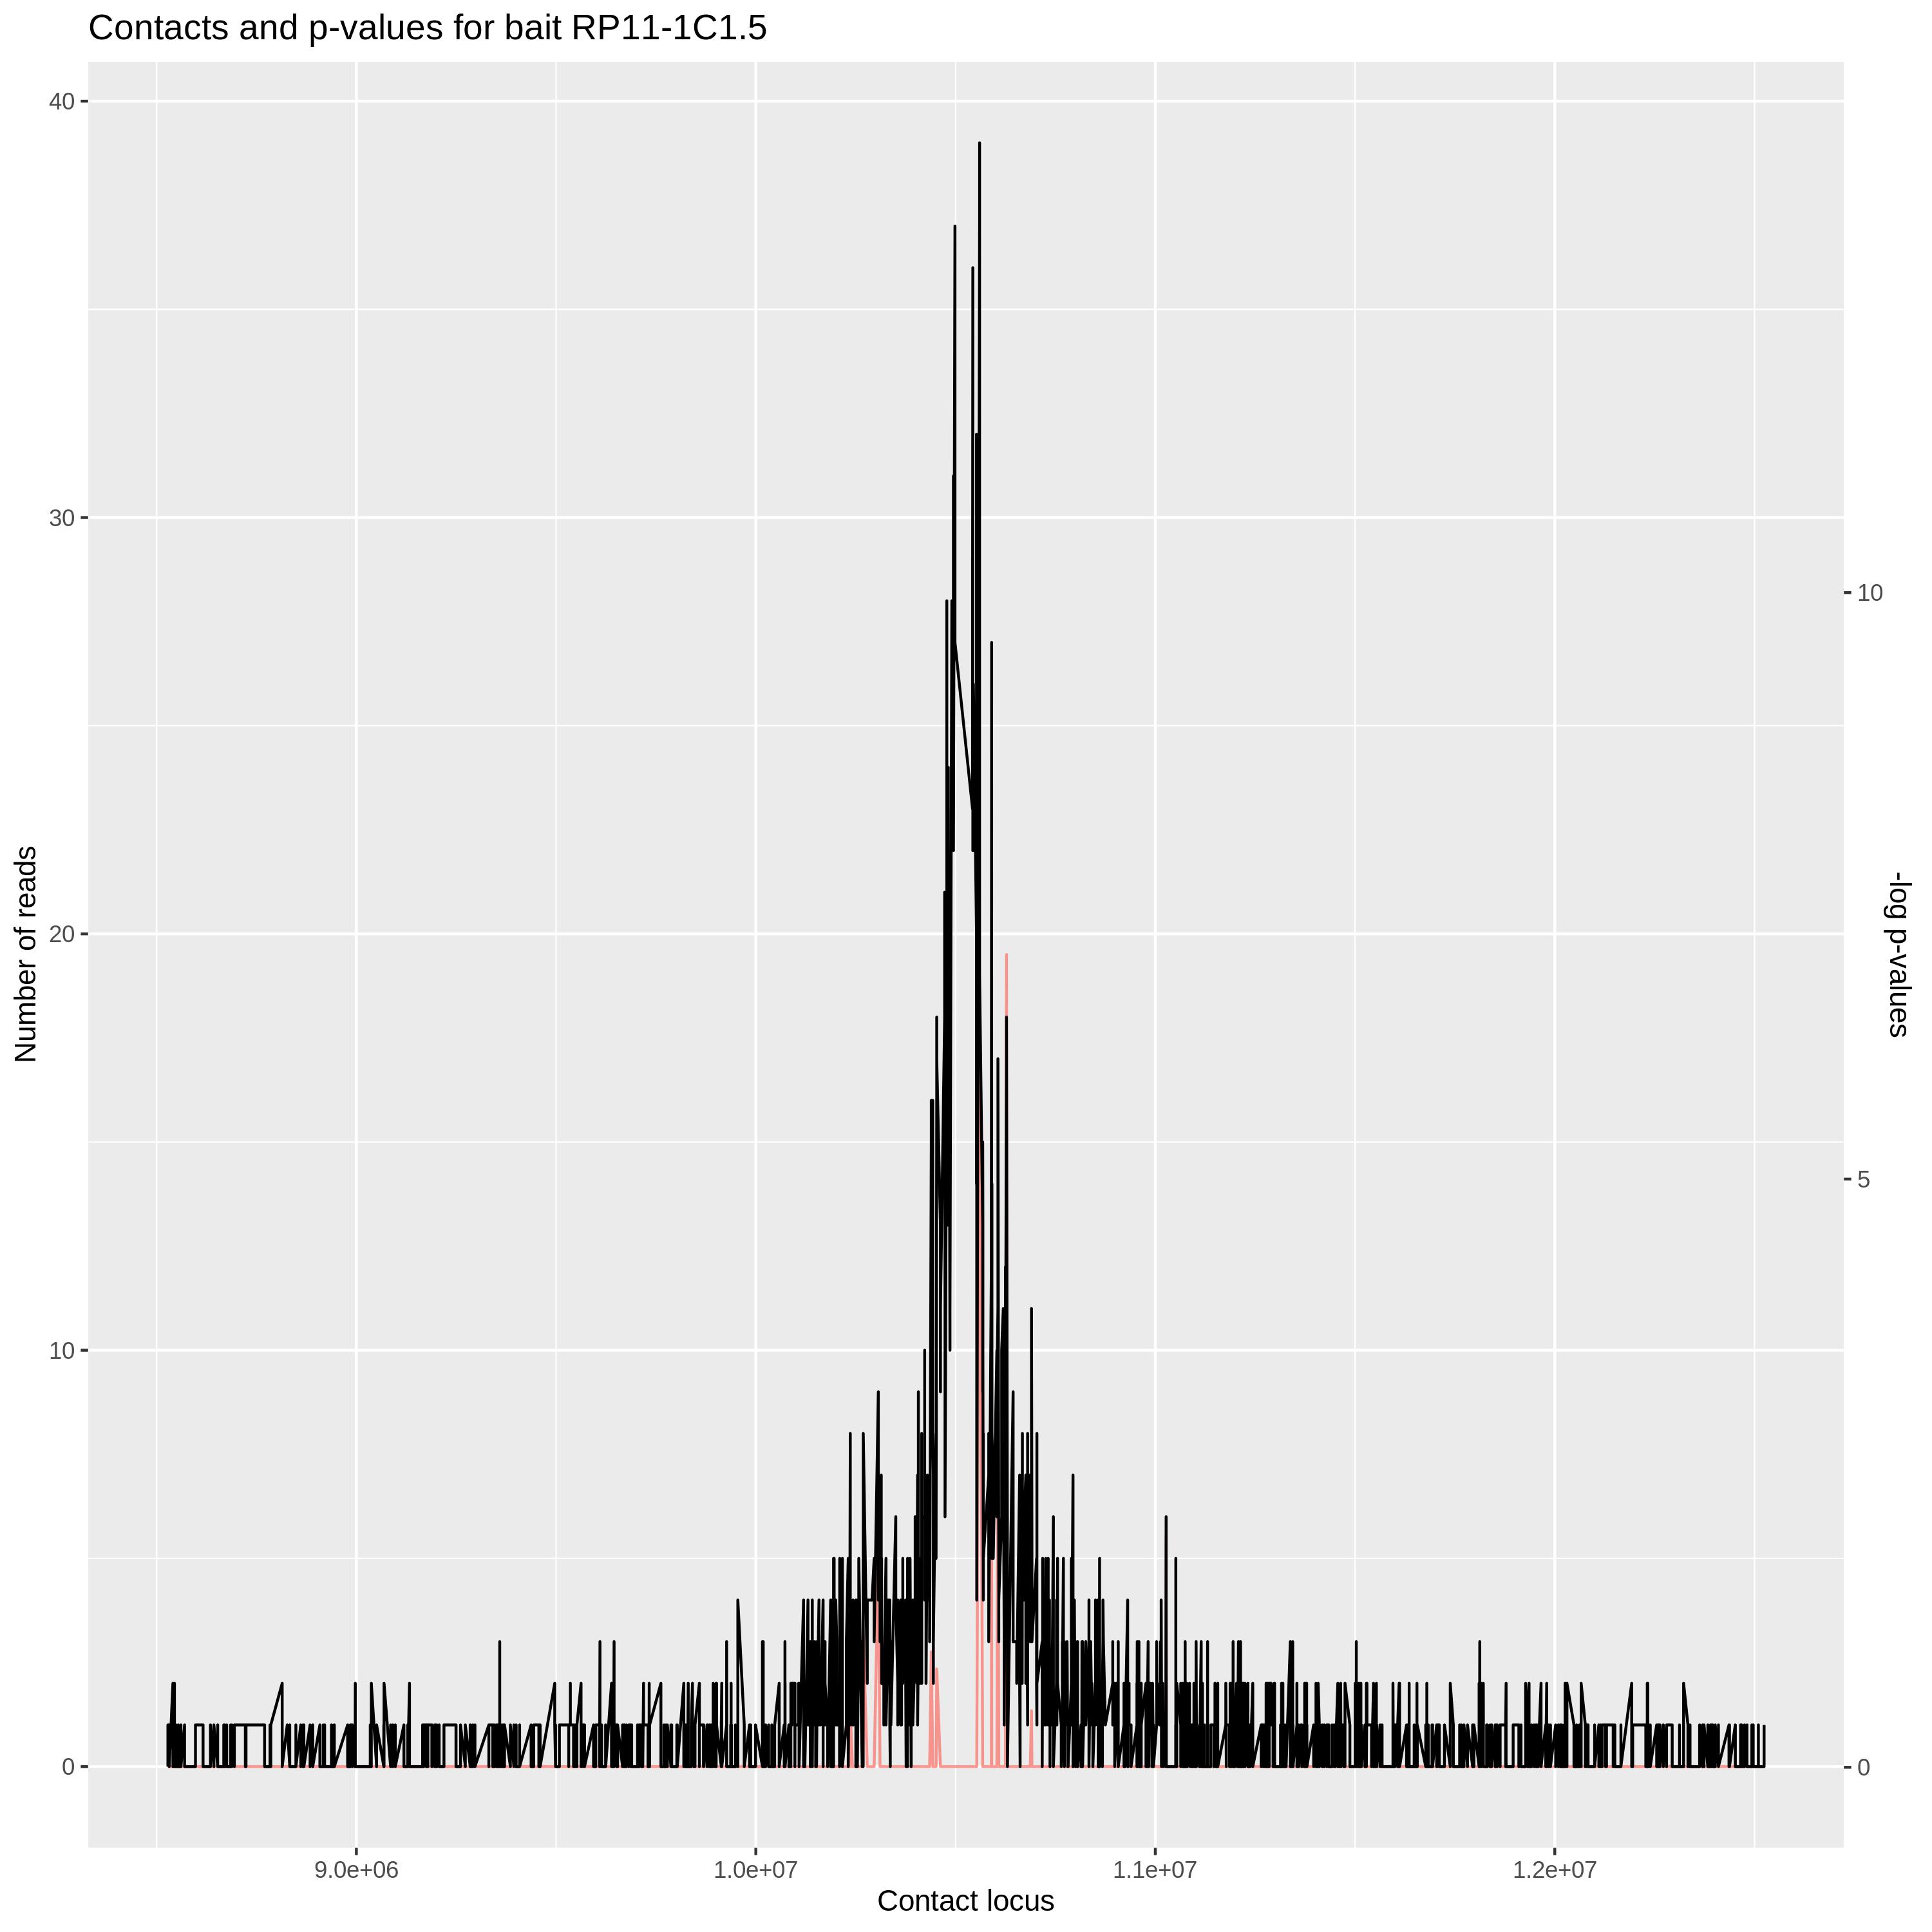 Contacts and p-values for bait RP11-1C1.5
40
30
20
10
0
Number of reads
10
5
0
-log p-values
9.0e+06
1.0e+07
1.1e+07
1.2e+07
Contact locus